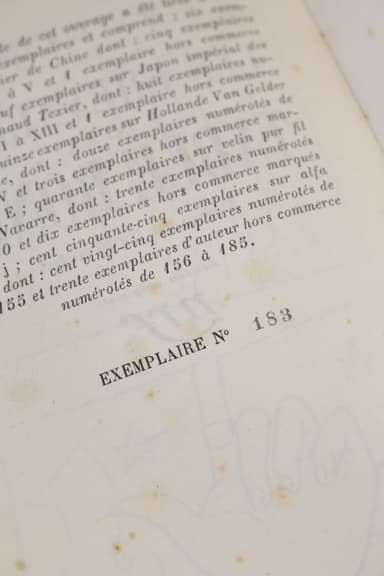 de cet ouvrage a été
exemplaires et comprend : six exem-
ier de Chine dont : cinq exemplaires
à V et 1 exemplaire hors commerce
uf exemplaires sur Japon impérial des
naud Texier, dont : huit exemplaires nu-
I à XIII et 1 exemplaire hors commerce
uinze exemplaires sur Hollande Van Gelder
e, dont : douze exemplaires numérotés de
V et trois exemplaires hors commerce mar-
E ; quarante exemplaires sur velin pur fil
Navarre, dont : trente exemplaires numérotés
0 et dix exemplaires hors commerce marqués
j ; cent cinquante-cinq exemplaires sur alfa
dont : cent vingt-cinq exemplaires numérotés de
155 et trente exemplaires d'auteur hors commerce
numérotés de 156 à 185.
EXEMPLAIRE N° 183